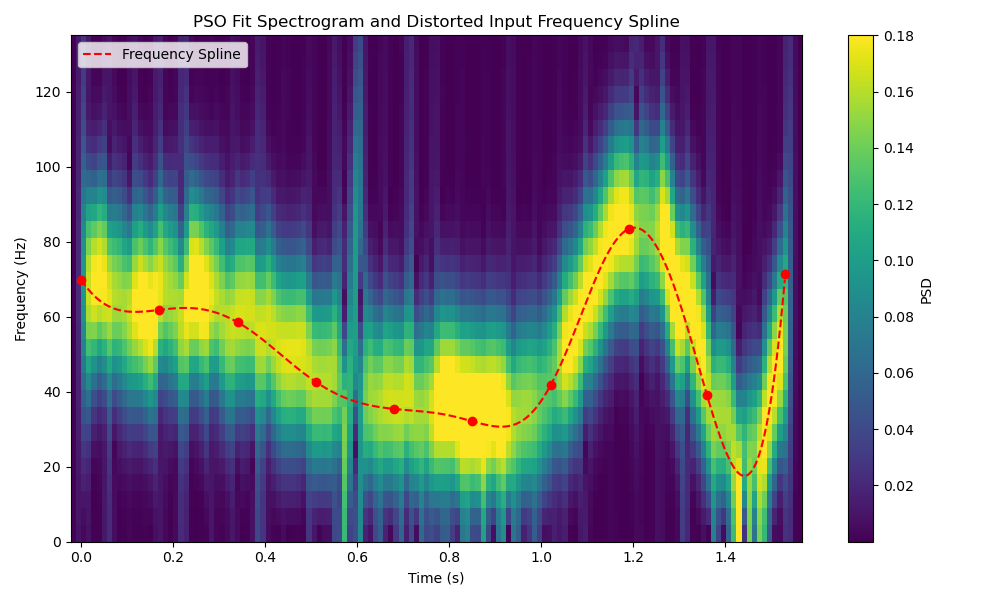 PSO Fit Spectrogram and Distorted Input Frequency Spline
Frequency Spline
Frequency (Hz)
120
100
80
60
40
20
0
0.0 0.2 0.4 0.6 0.8 1.0 1.2 1.4
Time (s)
0.18
0.16
0.14
0.12
0.10
0.08
0.06
0.04
0.02
PSD